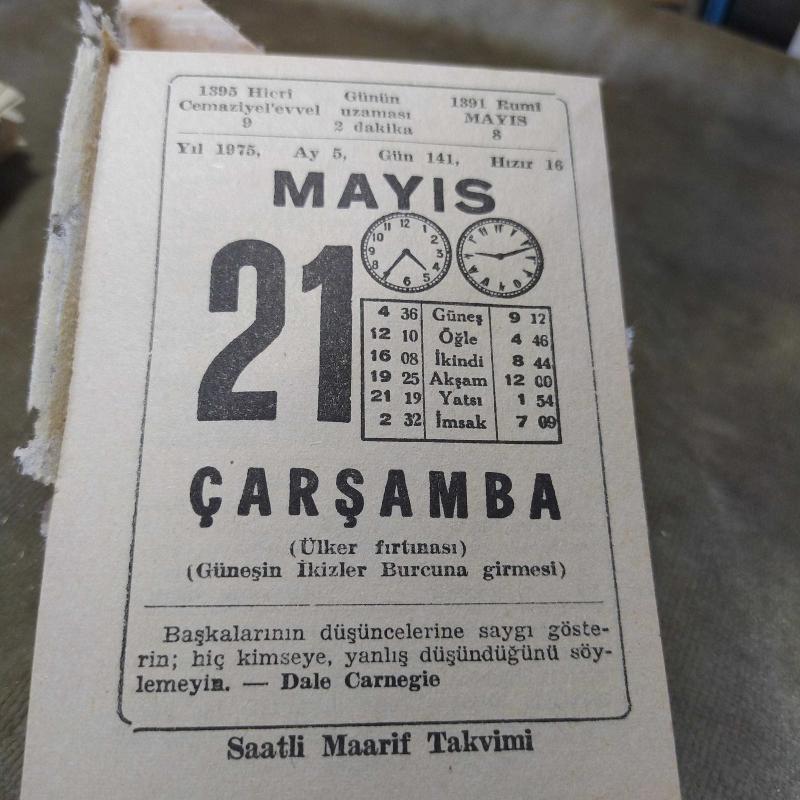 1395 Hicrî
Cemaziyel'evvel
9
Günün
uzaması
2 dakika
1391 Rumî
MAYIS
8
Yıl 1975, Ay 5, Gün 141, Hızır 16
MAYIS
21
4 36 Güneş 9 12
12 10 Öğle 4 46
16 08 İkindi 8 44
19 25 Akşam 12 00
21 19 Yatsı 1 54
2 32 İmsak 7 09
ÇARŞAMBA
(Ülker fırtınası)
(Güneşin İkizler Burcuna girmesi)
Başkalarının düşüncelerine saygı göste-
rin; hiç kimseye, yanlış düşündüğünü söy-
lemeyin. — Dale Carnegie
Saatli Maarif Takvimi